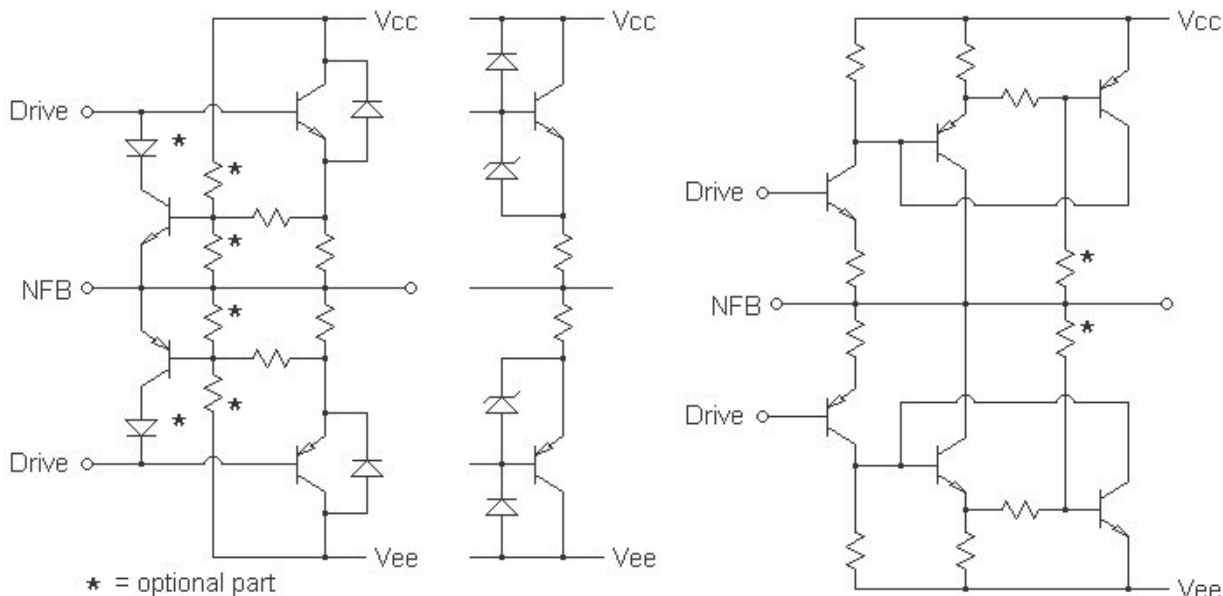 Vcc
Vcc
Vcc
Drive
*
*
Drive
*
*
NFB
NFB
*
*
*
Drive
Drive
Vee
Vee
Vee
* = optional part